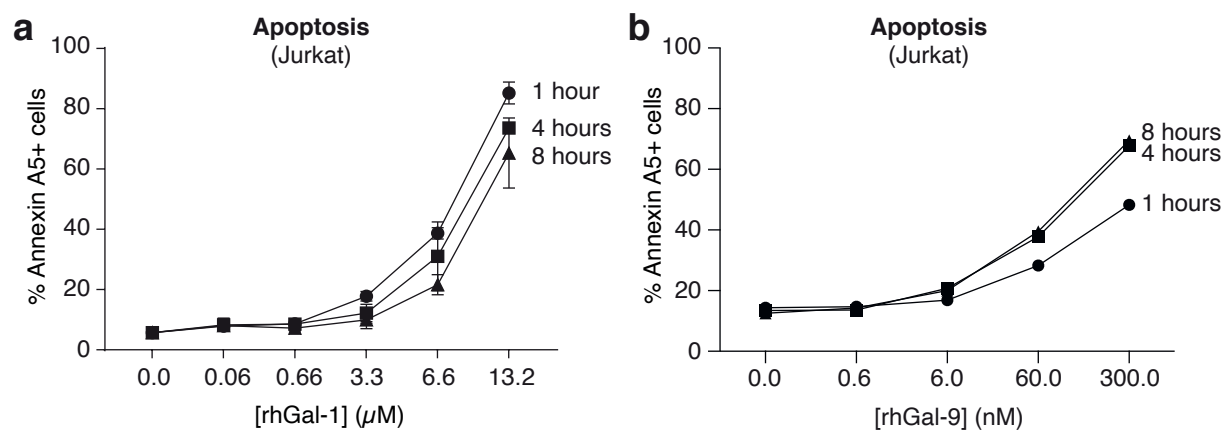 a
Apoptosis
(Jurkat)
% Annexin A5+ cells
100
80
60
40
20
0
1 hour
4 hours
8 hours
0.0 0.06 0.66 3.3 6.6 13.2
[rhGal-1] (µM)
b
Apoptosis
(Jurkat)
% Annexin A5+ cells
100
80
60
40
20
0
8 hours
4 hours
1 hours
0.0 0.6 6.0 60.0 300.0
[rhGal-9] (nM)